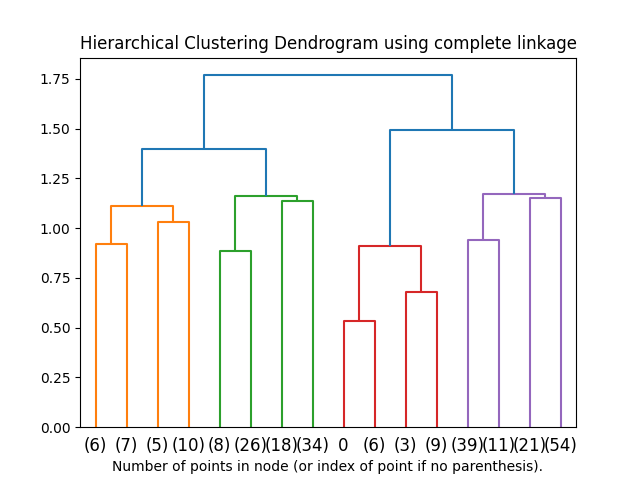 Hierarchical Clustering Dendrogram using complete linkage
1.75
1.50
1.25
1.00
0.75
0.50
0.25
0.00
(6) (7) (5) (10) (8) (26) (18) (34) 0 (6) (3) (9) (39) (11) (21) (54)
Number of points in node (or index of point if no parenthesis).